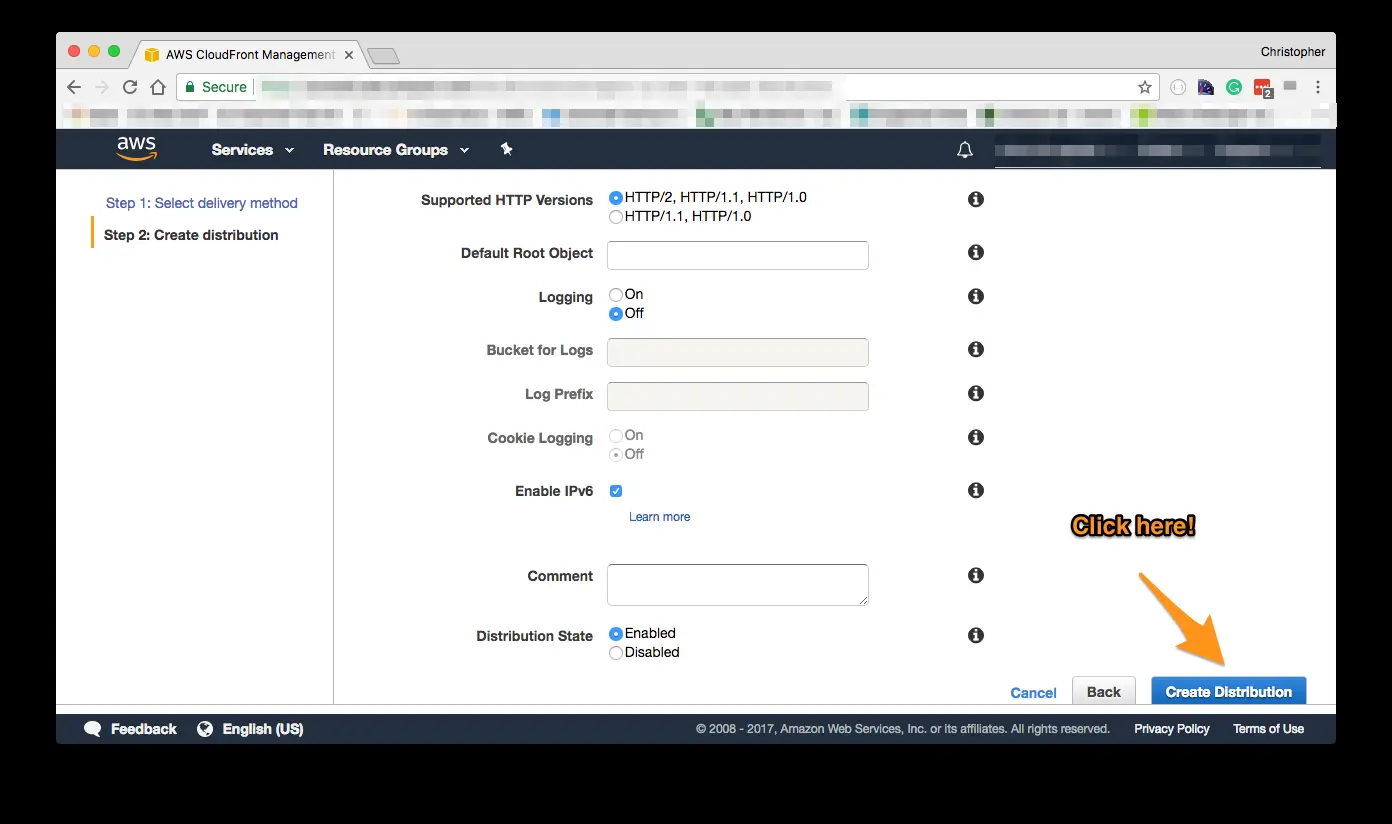 AWS CloudFront Management
Christopher
Secure
2
aws
Services
Resource Groups
Step 1: Select delivery method
Step 2: Create distribution
Supported HTTP Versions
HTTP/2, HTTP/1.1, HTTP/1.0
HTTP/1.1, HTTP/1.0
Default Root Object
Logging
On
Off
Bucket for Logs
Log Prefix
Cookie Logging
On
Off
Enable IPv6
Learn more
Click here!
Comment
Distribution State
Enabled
Disabled
Cancel
Back
Create Distribution
Feedback
English (US)
© 2008 - 2017, Amazon Web Services, Inc. or its affiliates. All rights reserved.
Privacy Policy
Terms of Use